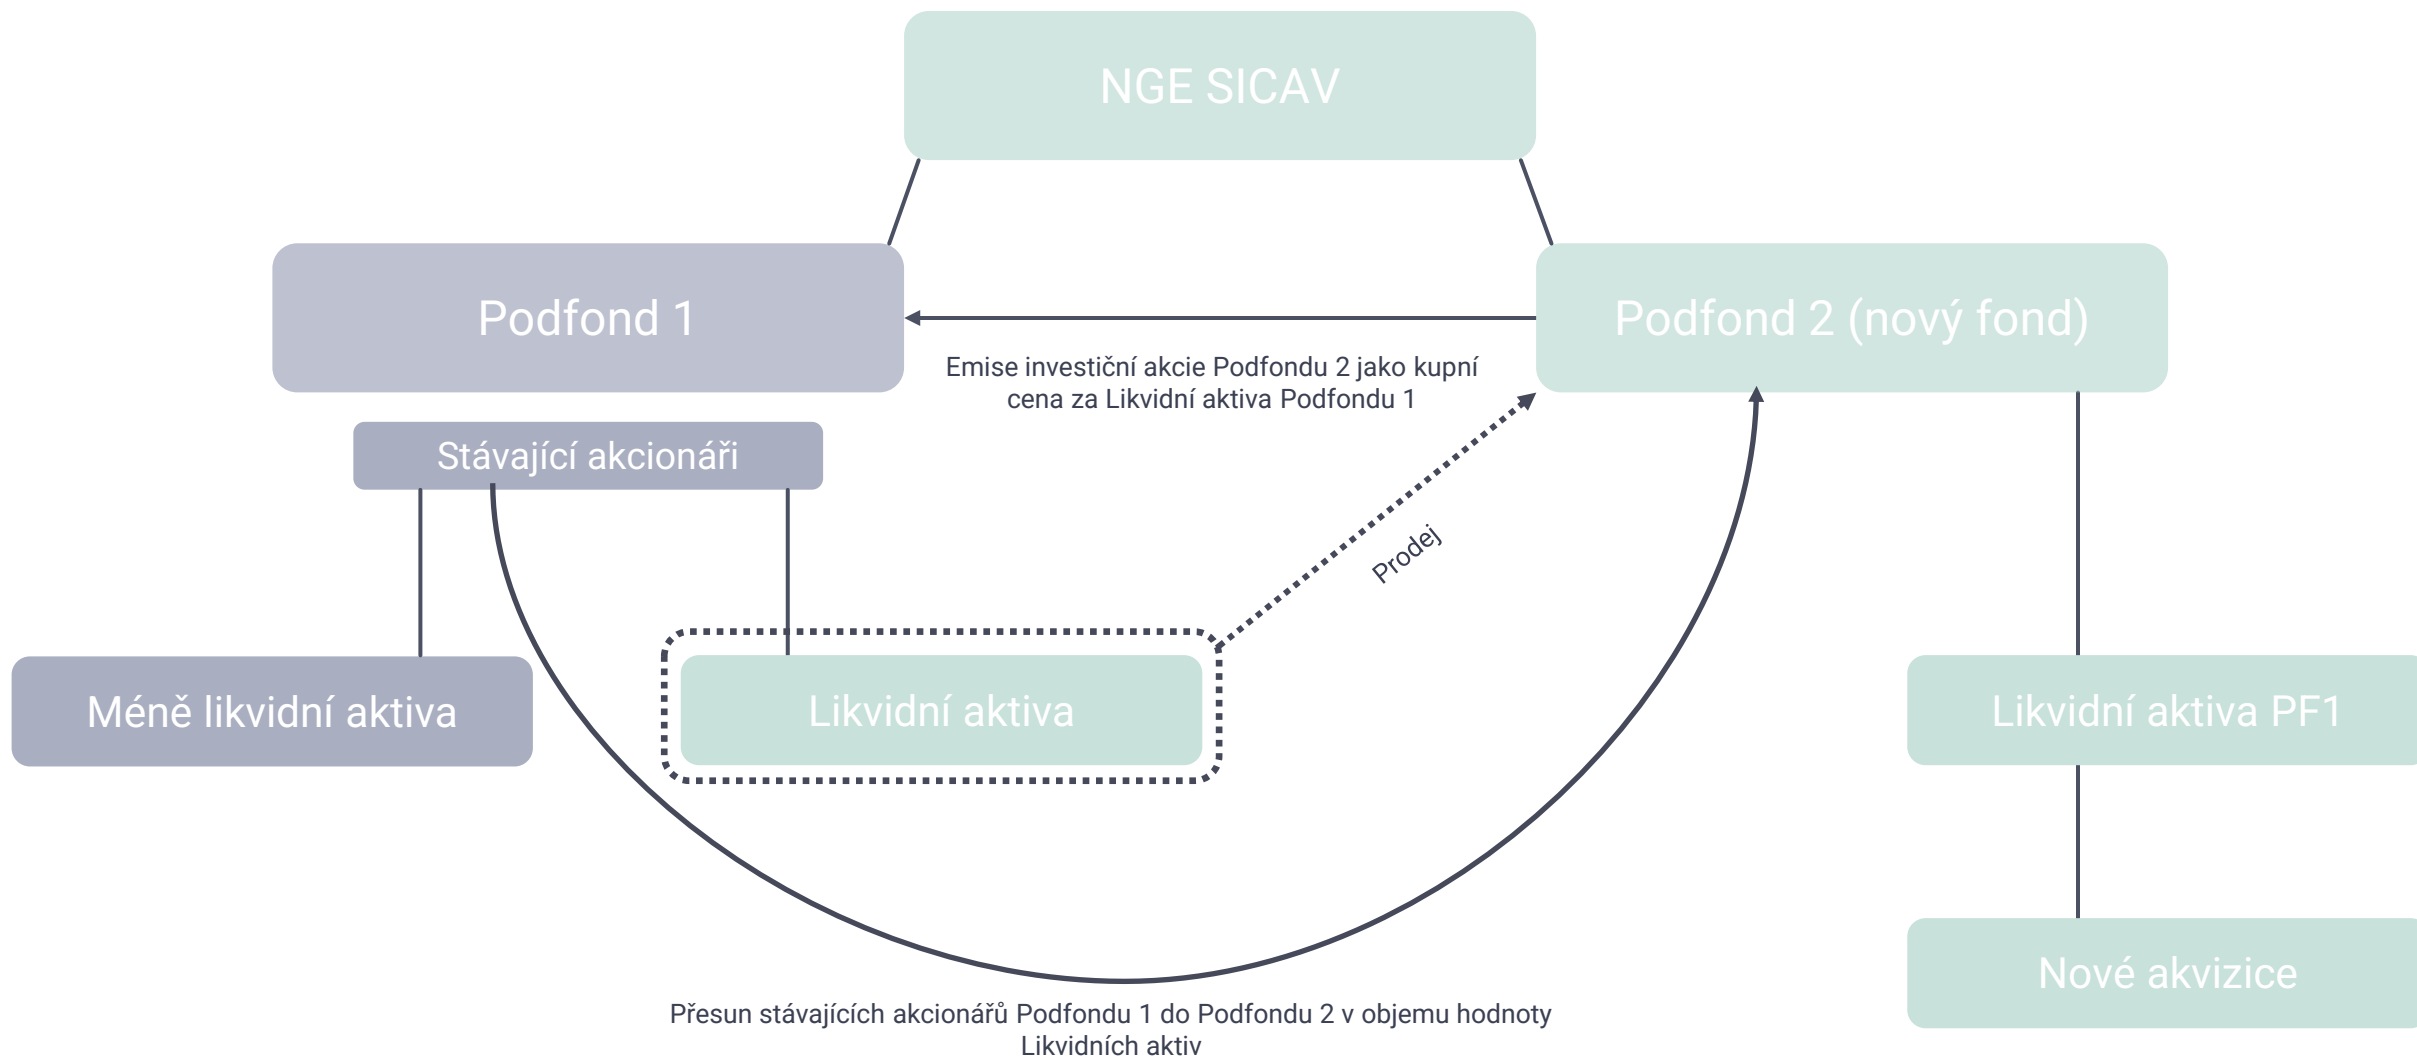 NGE SICAV
Podfond 1
Podfond 2 (nový fond)
Emise investiční akcie Podfondu 2 jako kupní
cena za Likvidní aktiva Podfondu 1
Stávající akcionáři
Prodej
Méně likvidní aktiva
Likvidní aktiva
Likvidní aktiva PF1
Nové akvizice
Přesun stávajících akcionářů Podfondu 1 do Podfondu 2 v objemu hodnoty
Likvidních aktiv